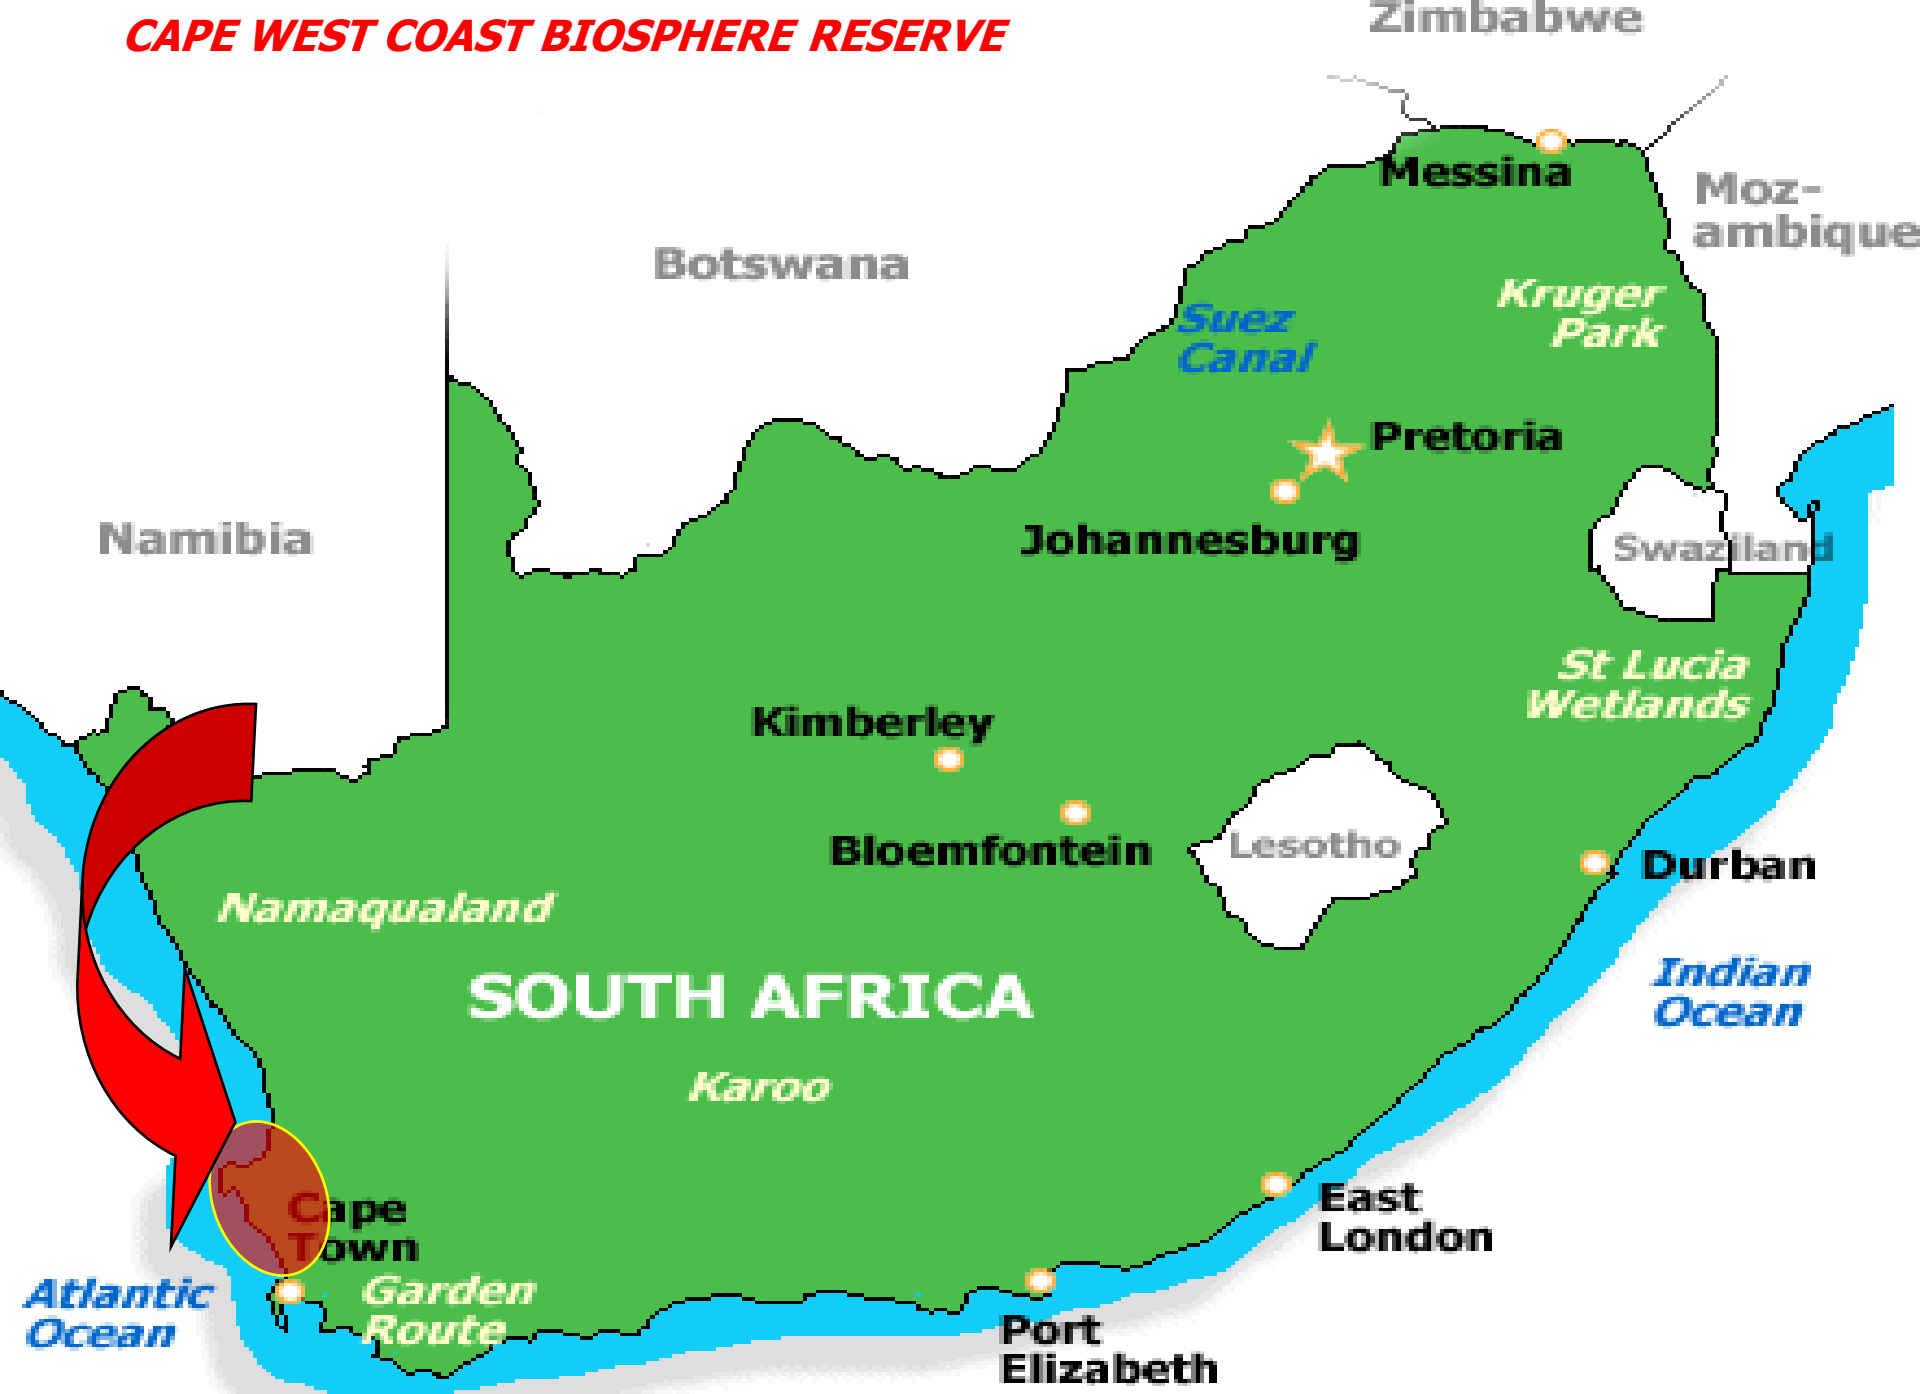 CAPE WEST COAST BIOSPHERE RESERVE
Zimbabwe
Messina
Moz-
ambique
Botswana
Kruger
Park
Suez
Canal
Pretoria
Johannesburg
Namibia
Swaziland
St Lucia
Wetlands
Kimberley
Bloemfontein
Lesotho
Durban
Namaqualand
SOUTH AFRICA
Indian
Ocean
Karoo
Cape
Town
East
London
Atlantic
Ocean
Garden
Route
Port
Elizabeth